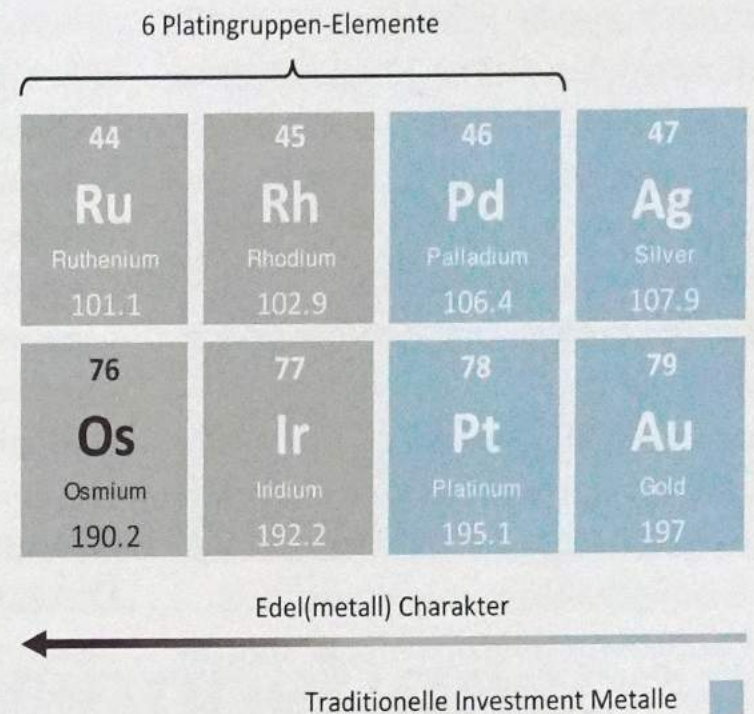 6 Platingruppen-Elemente
44 45 46 47
Ru Rh Pd Ag
Ruthenium Rhodium Palladium Silver
101.1 102.9 106.4 107.9
76 77 78 79
Os Ir Pt Au
Osmium Iridium Platinum Gold
190.2 192.2 195.1 197
Edel(metall) Charakter
Traditionelle Investment Metalle